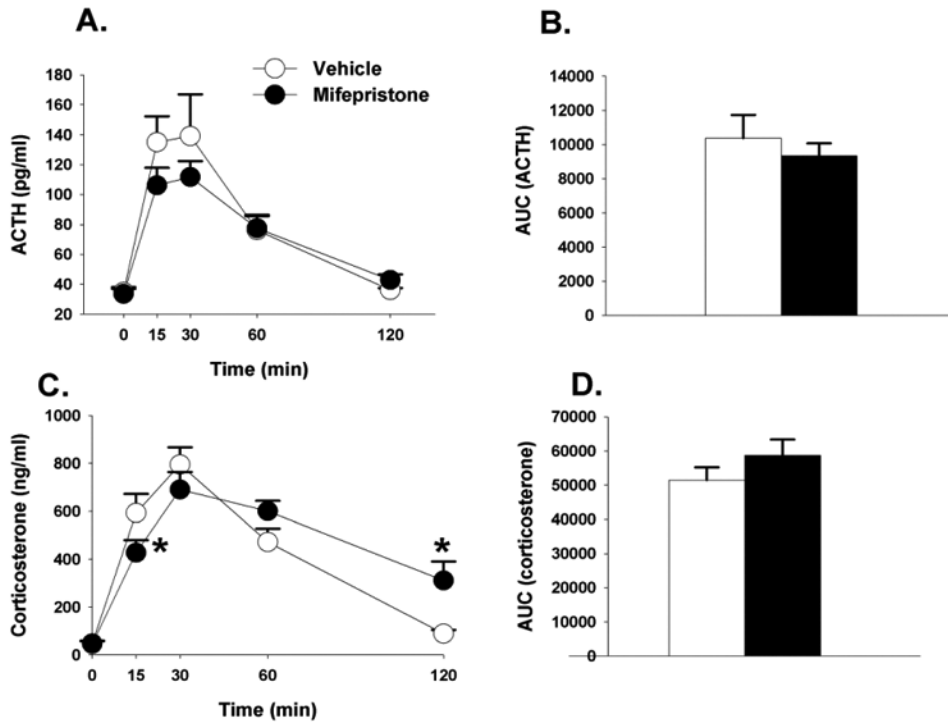 A.
Vehicle
Mifepristone
ACTH (pg/ml)
180
160
140
120
100
80
60
40
20
0 15 30 60 120
Time (min)
B.
AUC (ACTH)
14000
12000
10000
8000
6000
4000
2000
0
C.
Corticosterone (ng/ml)
1000
800
600
400
200
0
*
*
0 15 30 60 120
Time (min)
D.
AUC (corticosterone)
70000
60000
50000
40000
30000
20000
10000
0